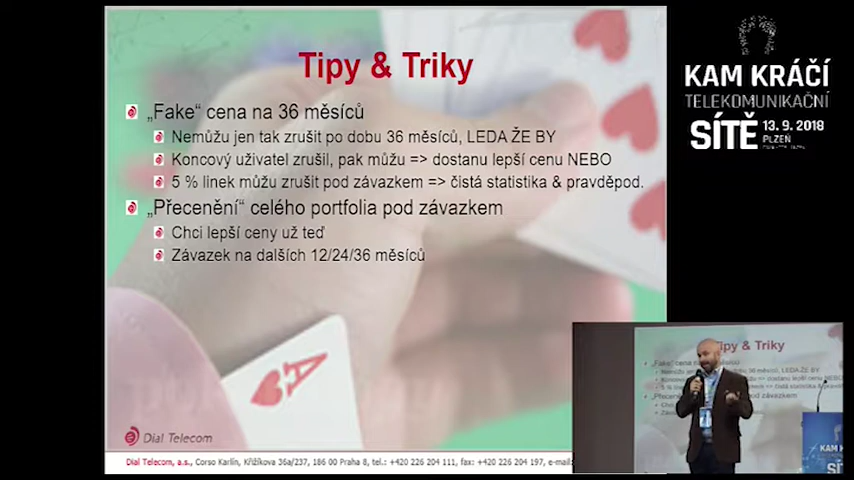 Tipy & Triky
„Fake“ cena na 36 měsíců
Nemůžu jen tak zrušit po dobu 36 měsíců, LEDA ŽE BY
Koncový uživatel zrušil, pak můžu => dostanu lepší cenu NEBO
5 % linek můžu zrušit pod závazkem => čistá statistika & pravděpod.
„Přecenění“ celého portfolia pod závazkem
Chci lepší ceny už teď
Závazek na dalších 12/24/36 měsíců
A
Dial Telecom
Dial Telecom, a.s., Corso Karlín, Křižíkova 36a/237, 186 00 Praha 8, tel.: +420 226 204 111, fax: +420 226 204 197, e-mail:
KAM KRÁČÍ
TELEKOMUNIKAČNÍ
SÍTĚ 13. 9. 2018
PLZEŇ
Tipy & Triky
KAM K
SÍ